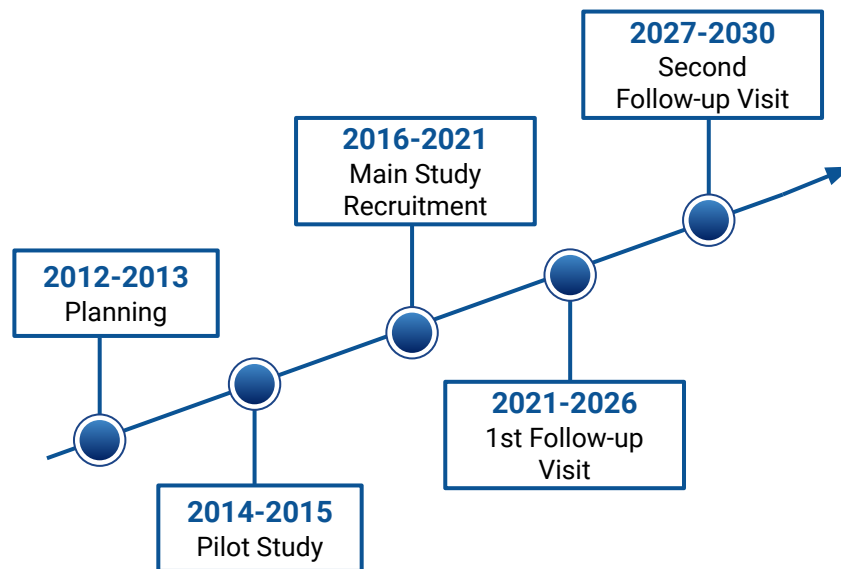 2027-2030
Second
Follow-up Visit
2016-2021
Main Study
Recruitment
2012-2013
Planning
2021-2026
1st Follow-up
Visit
2014-2015
Pilot Study